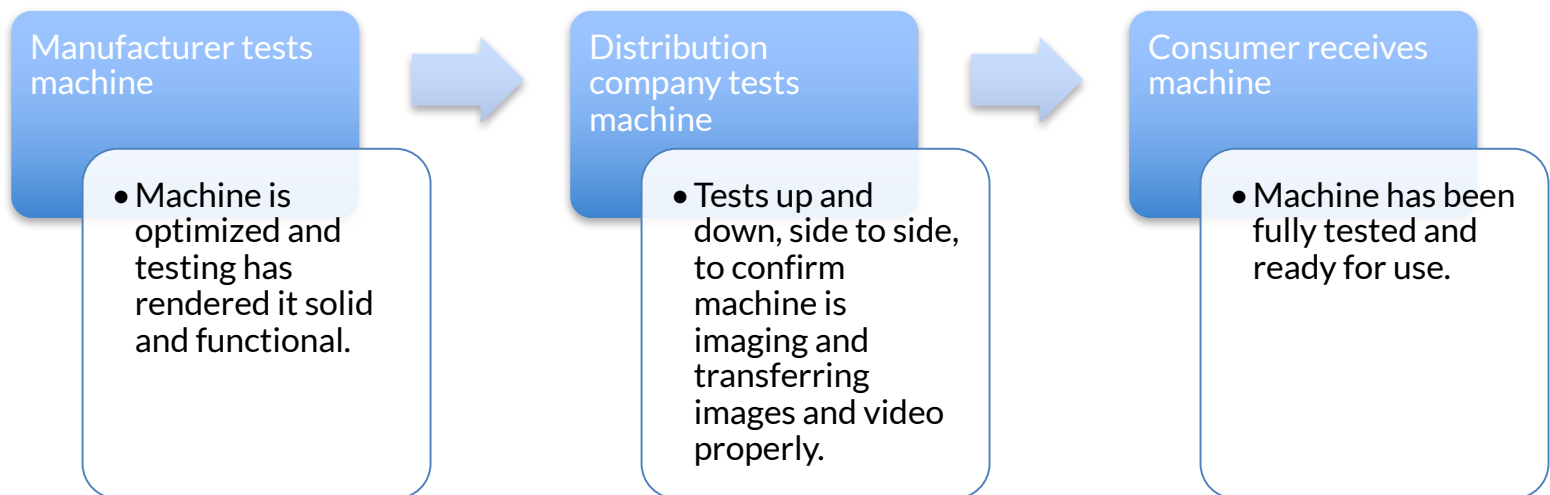 Manufacturer tests
machine
• Machine is
optimized and
testing has
rendered it solid
and functional.
Distribution
company tests
machine
• Tests up and
down, side to side,
to confirm
machine is
imaging and
transferring
images and video
properly.
Consumer receives
machine
• Machine has been
fully tested and
ready for use.